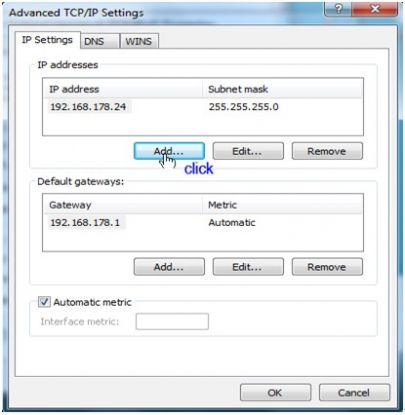 Advanced TCP/IP Settings
IP Settings DNS WINS
IP addresses
IP address Subnet mask
192.168.178.24 255.255.255.0
Add... Edit... Remove
click
Default gateways:
Gateway Metric
192.168.178.1 Automatic
Add... Edit... Remove
Automatic metric
Interface metric:
OK Cancel